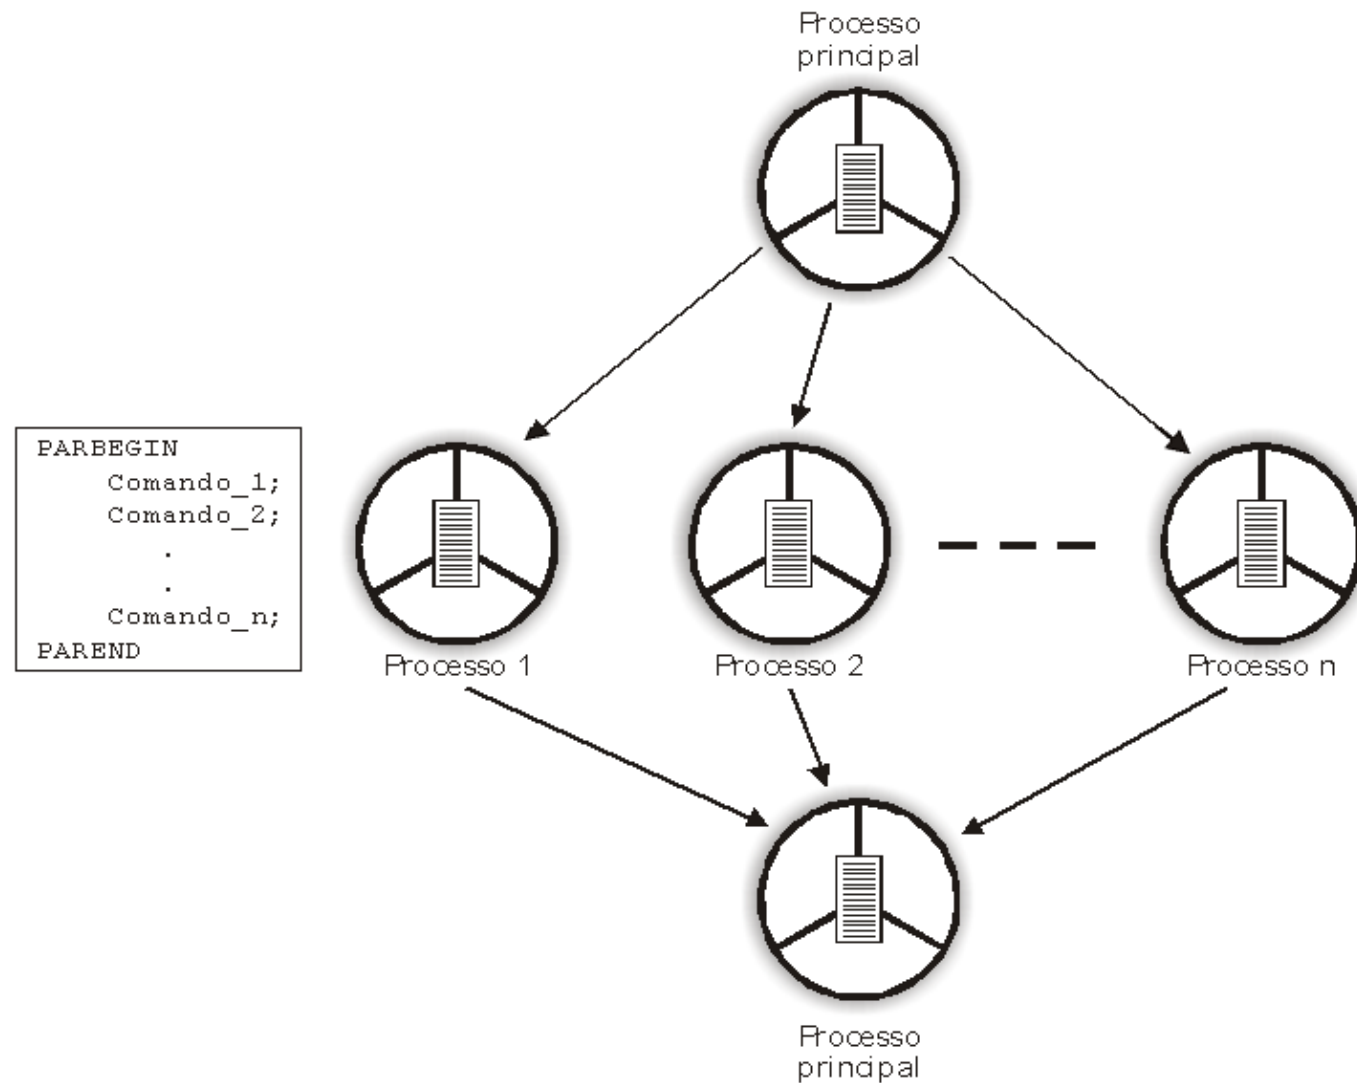 Processo
principal
PARBEGIN
Comando_1;
Comando_2;
.
.
Comando_n;
PAREND
Processo 1
Processo 2
Processo n
Processo
principal